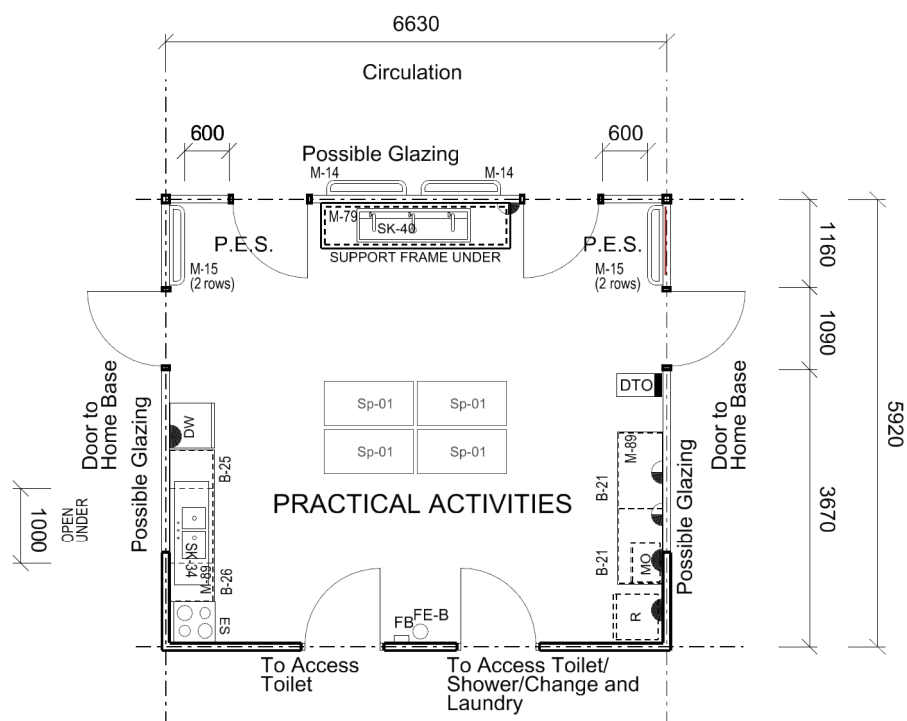 6630
Circulation
600
600
Possible Glazing
M-14
M-14
M-79
SK-40
P.E.S.
P.E.S.
SUPPORT FRAME UNDER
M-15
(2 rows)
M-15
(2 rows)
1160
1090
5920
3670
Door to
Home Base
Possible Glazing
DW
B-25
Sp-01
Sp-01
Sp-01
Sp-01
DTO
M-89
B-21
B-21
Door to
Home Base
Possible Glazing
PRACTICAL ACTIVITIES
1000
OPEN
UNDER
SK-34
M-89
B-26
ES
MO
R
FB
FE-B
To Access
Toilet
To Access Toilet/
Shower/Change and
Laundry